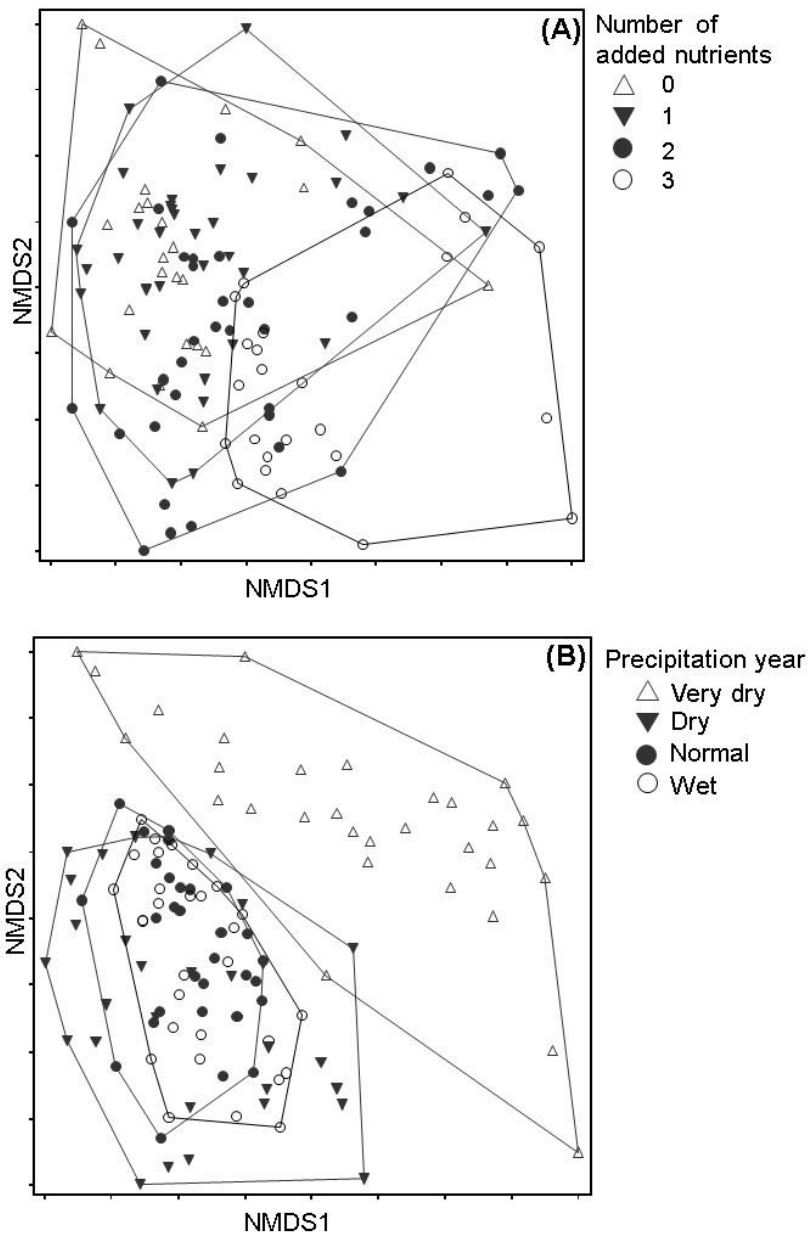 (A)
Number of
added nutrients
0
1
2
3
NMDS2
NMDS1
(B)
Precipitation year
Very dry
Dry
Normal
Wet
NMDS2
NMDS1